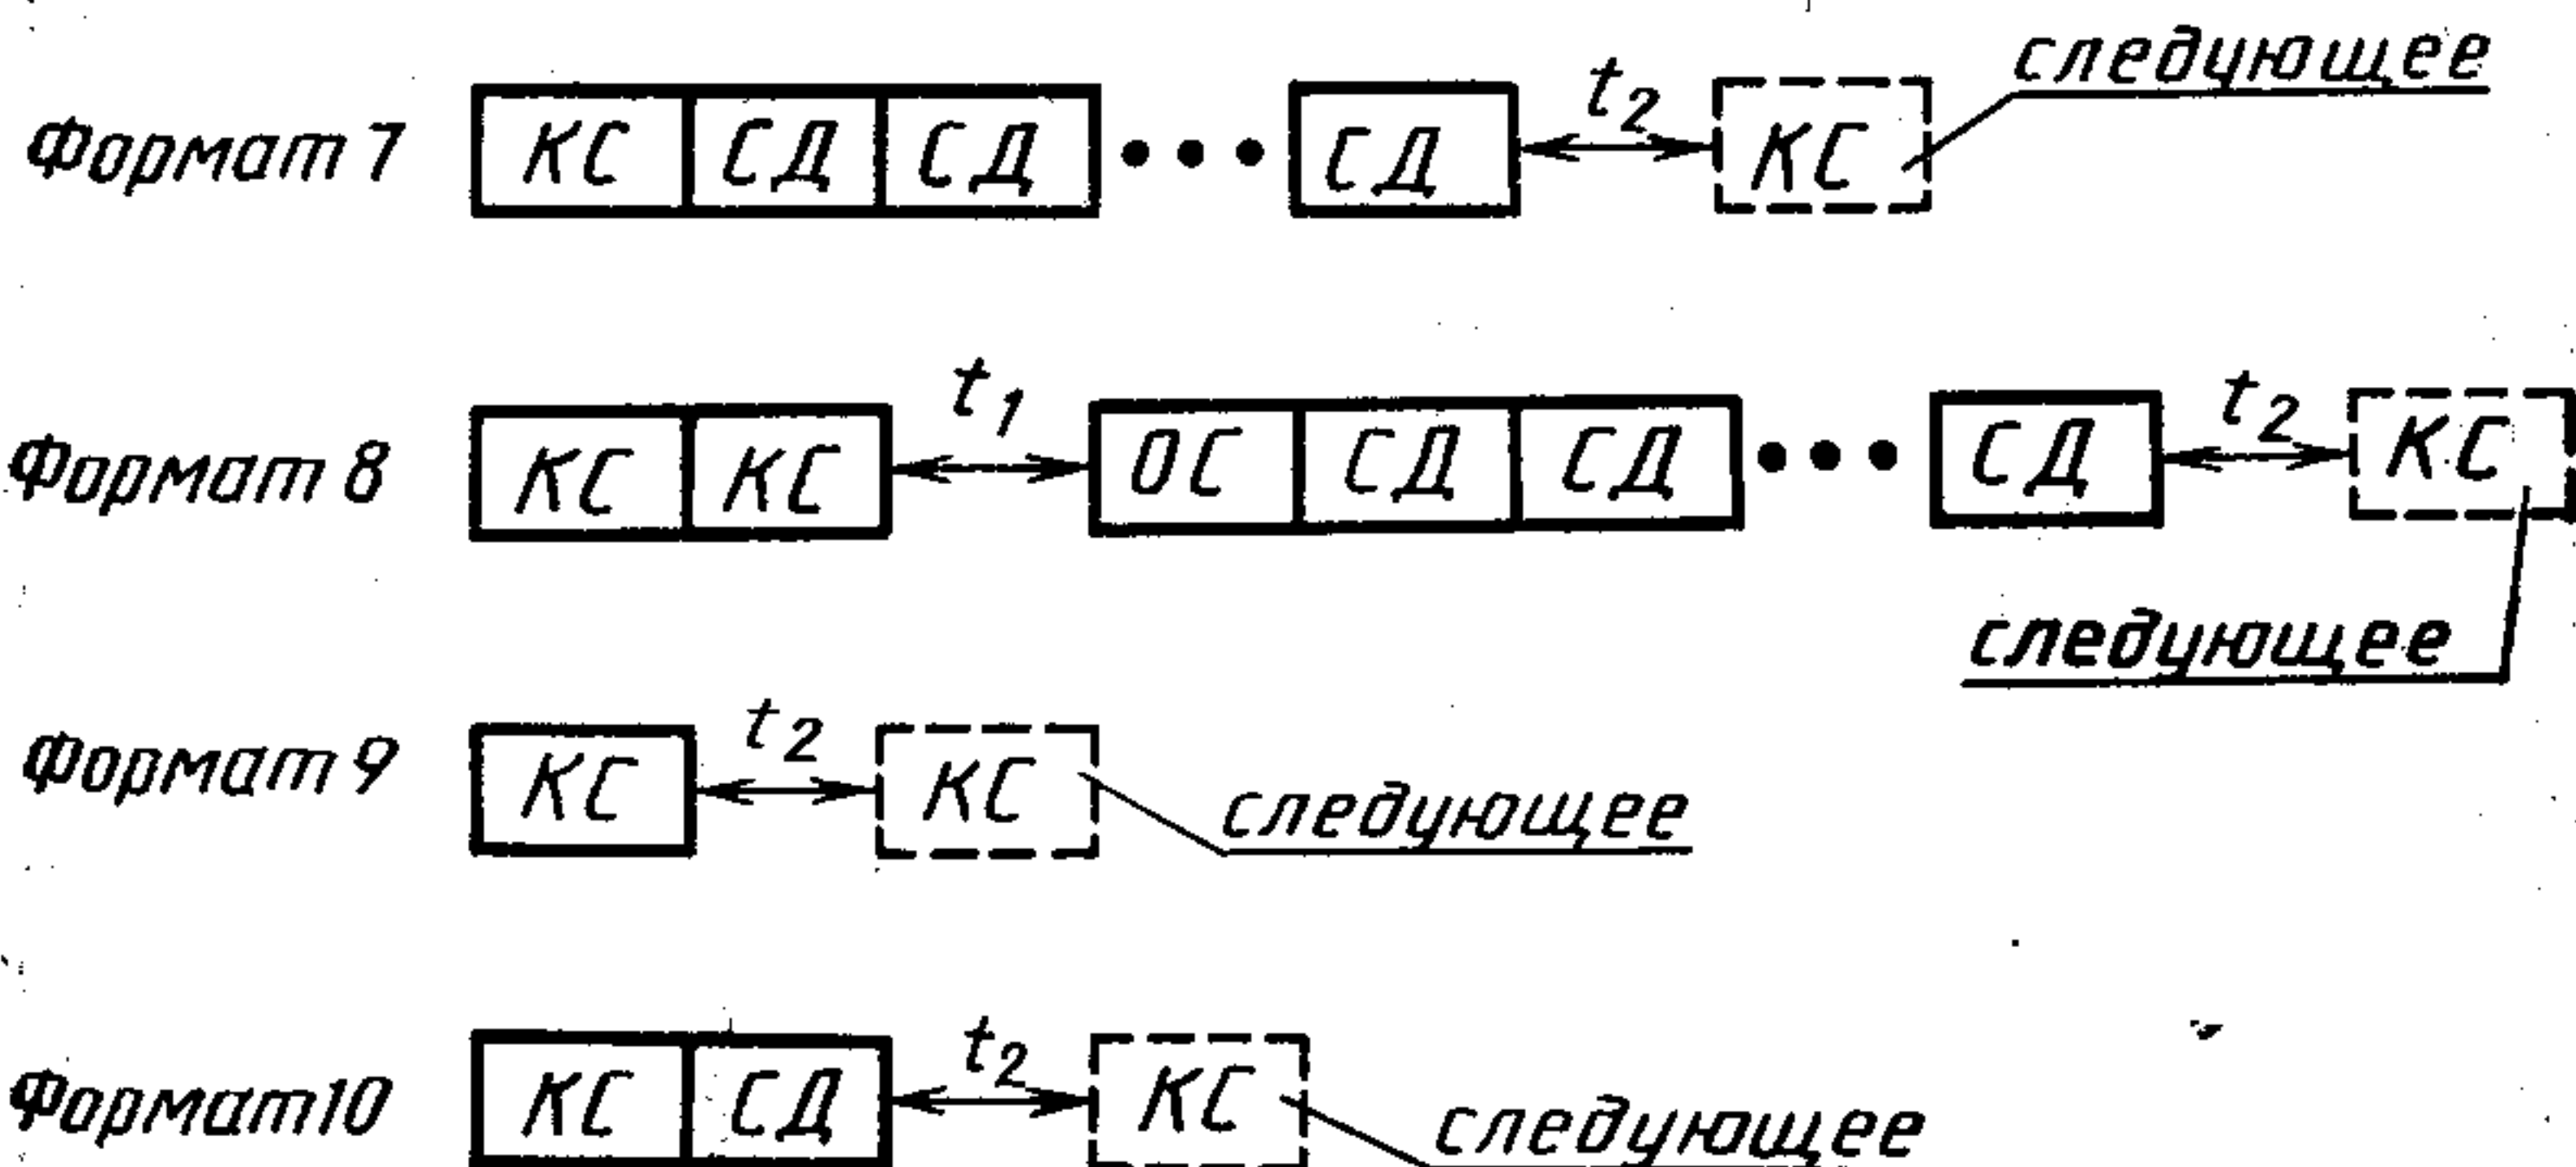 следующее
Формат 7 КС СД СД ••• СД t2 КС
Формат 8 КС КС t1 ОС СД СД ••• СД t2 КС
следующее
Формат 9 КС t2 КС следующее
Формат 10 КС СД t2 КС следующее